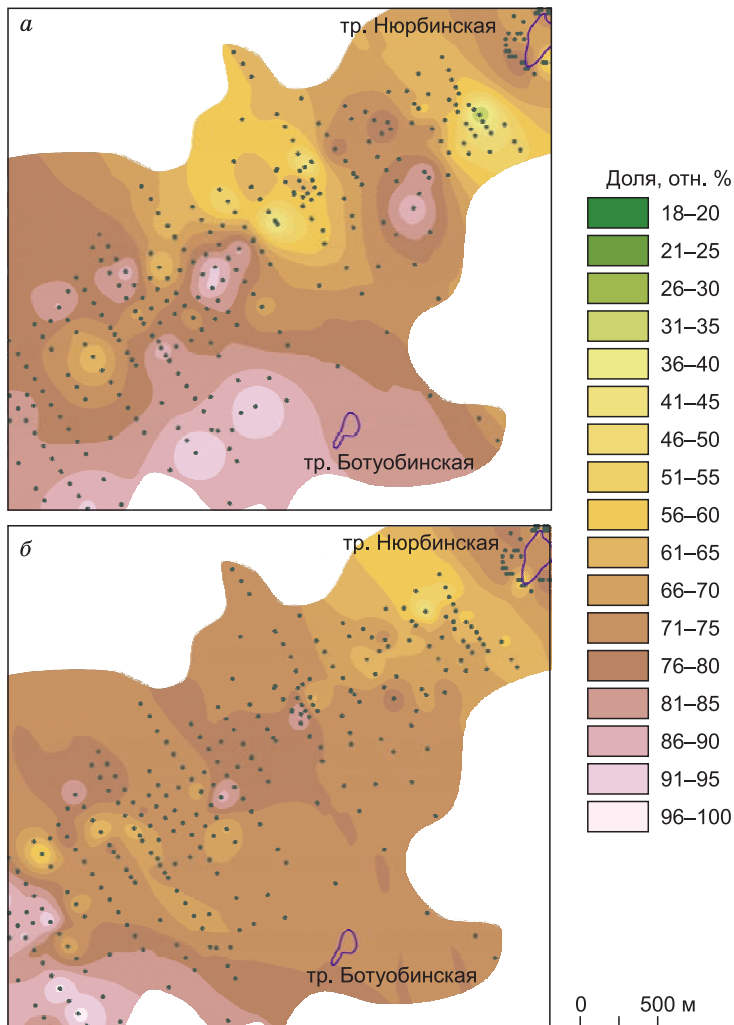 а
тр. Нюрбинская
тр. Ботуобинская
б
тр. Нюрбинская
тр. Ботуобинская
Доля, отн. %
18–20
21–25
26–30
31–35
36–40
41–45
46–50
51–55
56–60
61–65
66–70
71–75
76–80
81–85
86–90
91–95
96–100
0 500 м